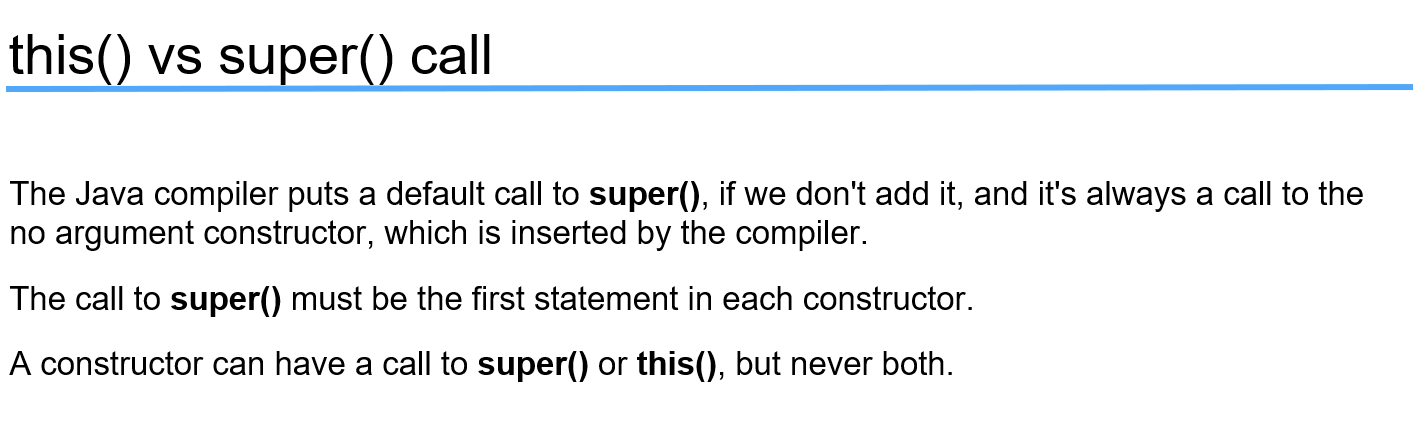 this() vs super() call
The Java compiler puts a default call to super(), if we don't add it, and it's always a call to the
no argument constructor, which is inserted by the compiler.
The call to super() must be the first statement in each constructor.
A constructor can have a call to super() or this(), but never both.